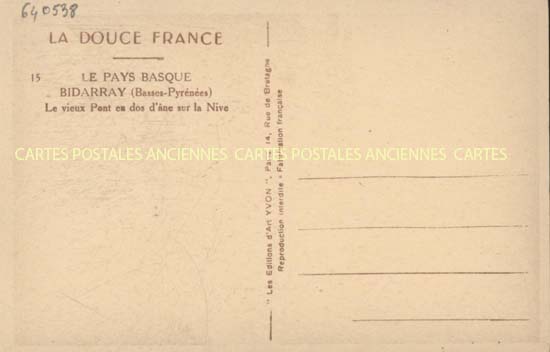 640538
LA DOUCE FRANCE
15 LE PAYS BASQUE
BIDARRAY (Basses-Pyrénées)
Le vieux Pont en dos d'âne sur la Nive
CARTES POSTALES ANCIENNES CARTES POSTALES ANCIENNES CARTES
" Les Editions d'Art YVON ", Paris, 14, Rue de Bretagne
Reproduction interdite - Fabrication française